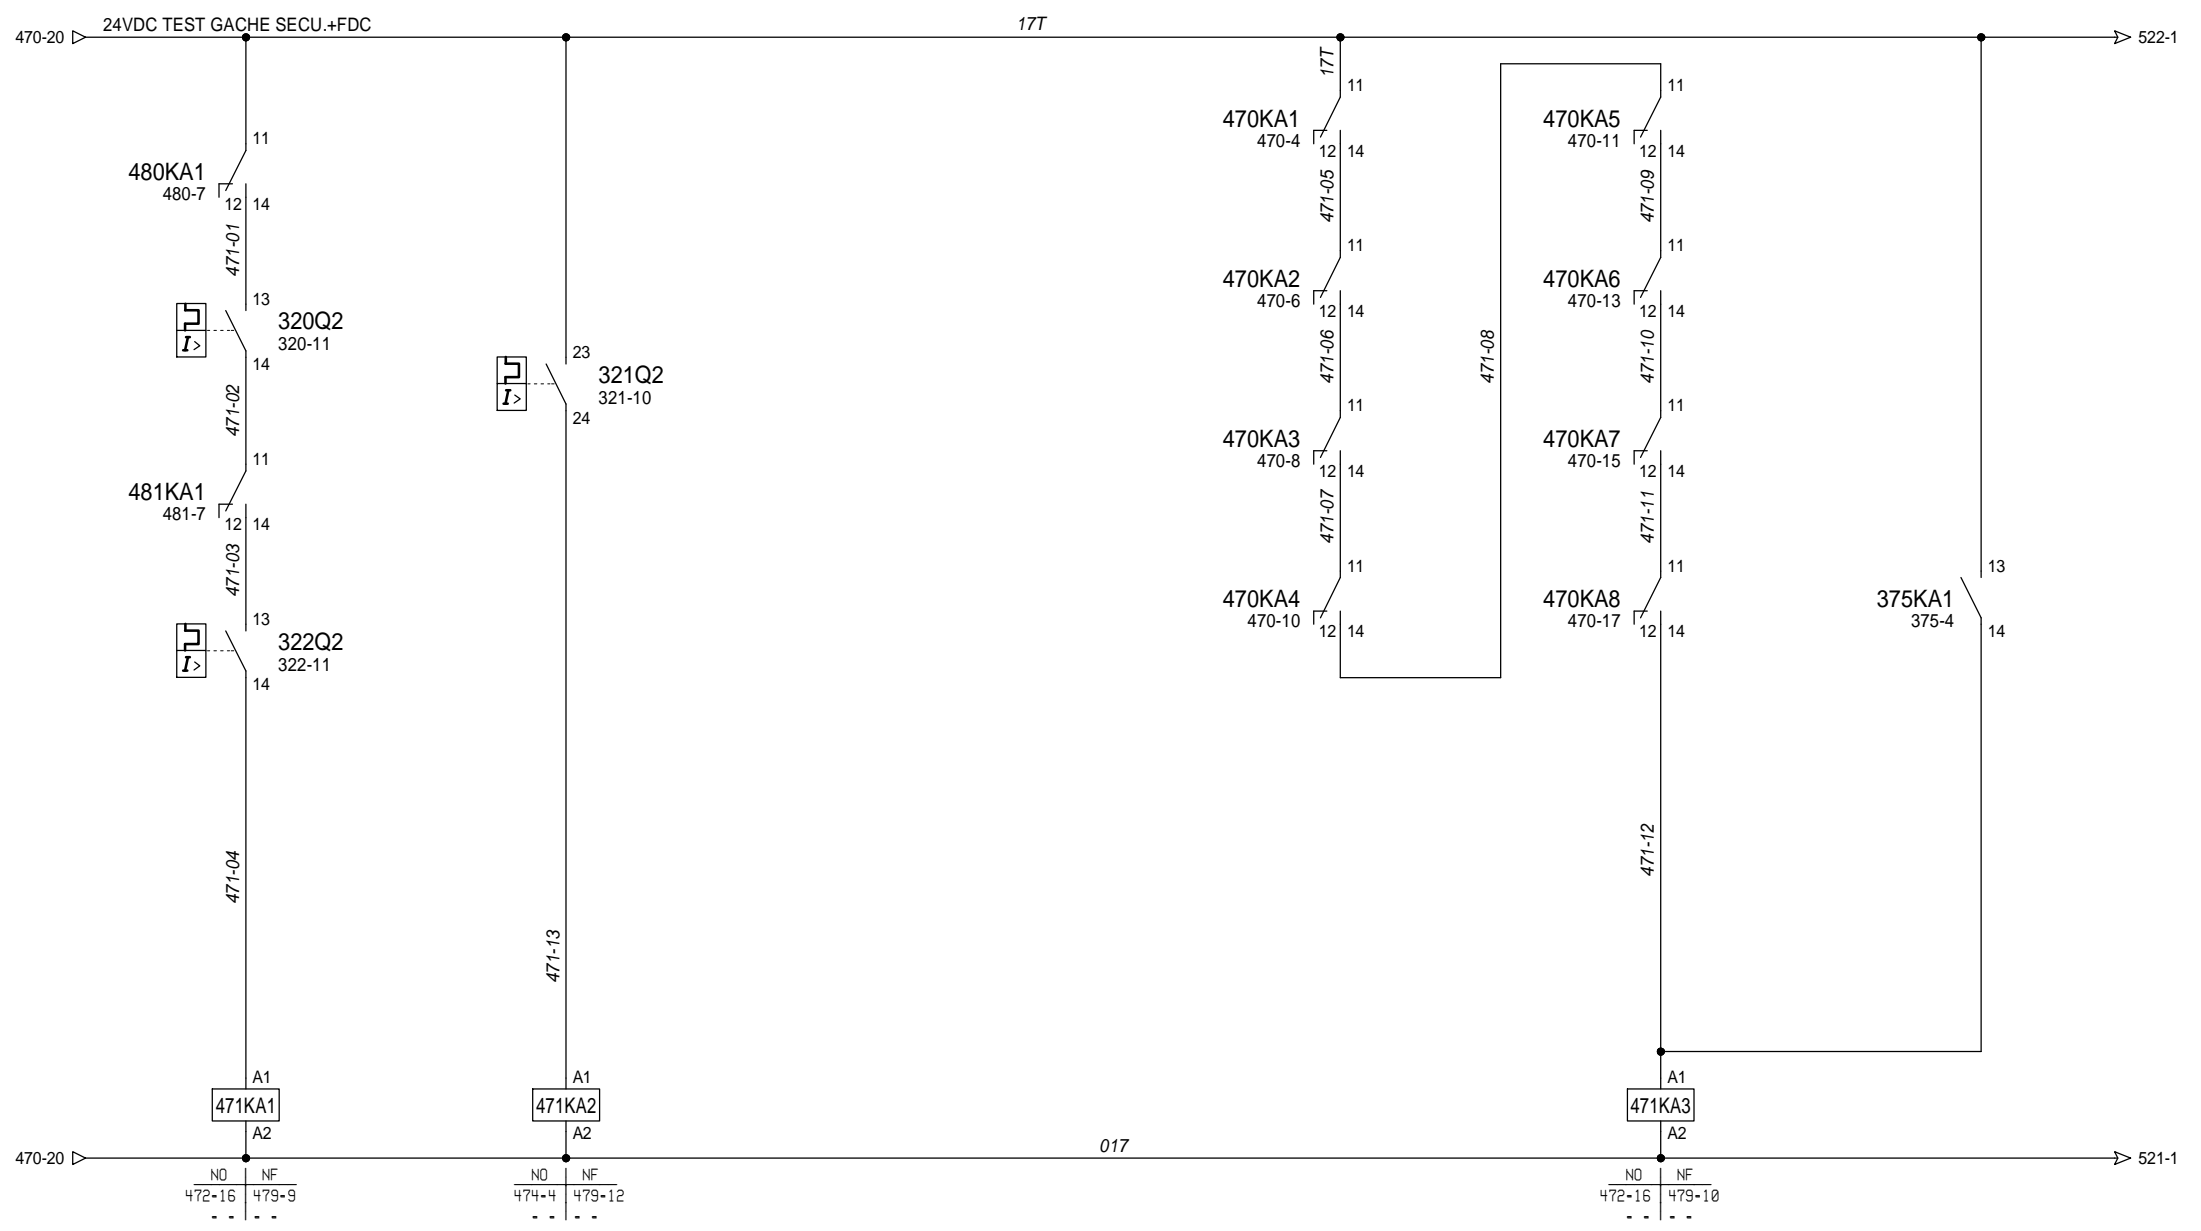 24VDC TEST GACHE SECU.+FDC
17T
470-20
522-1
17T
11
480KA1
480-7
12 14
471-01
13
320Q2
I>
320-11
14
471-02
11
481KA1
481-7
12 14
471-03
13
322Q2
I>
322-11
14
471-04
A1
471KA1
A2
23
321Q2
I>
321-10
24
471-13
A1
471KA2
A2
11
470KA1
470-4
12 14
471-05
11
470KA2
470-6
12 14
471-06
11
470KA3
470-8
12 14
471-07
11
470KA4
470-10
12 14
471-08
11
470KA5
470-11
12 14
471-09
11
470KA6
470-13
12 14
471-10
11
470KA7
470-15
12 14
471-11
11
470KA8
470-17
12 14
471-12
A1
471KA3
A2
13
375KA1
375-4
14
017
470-20
521-1
NO NF
472-16 479-9
- - - -
NO NF
474-4 479-12
- - - -
NO NF
472-16 479-10
- - - -